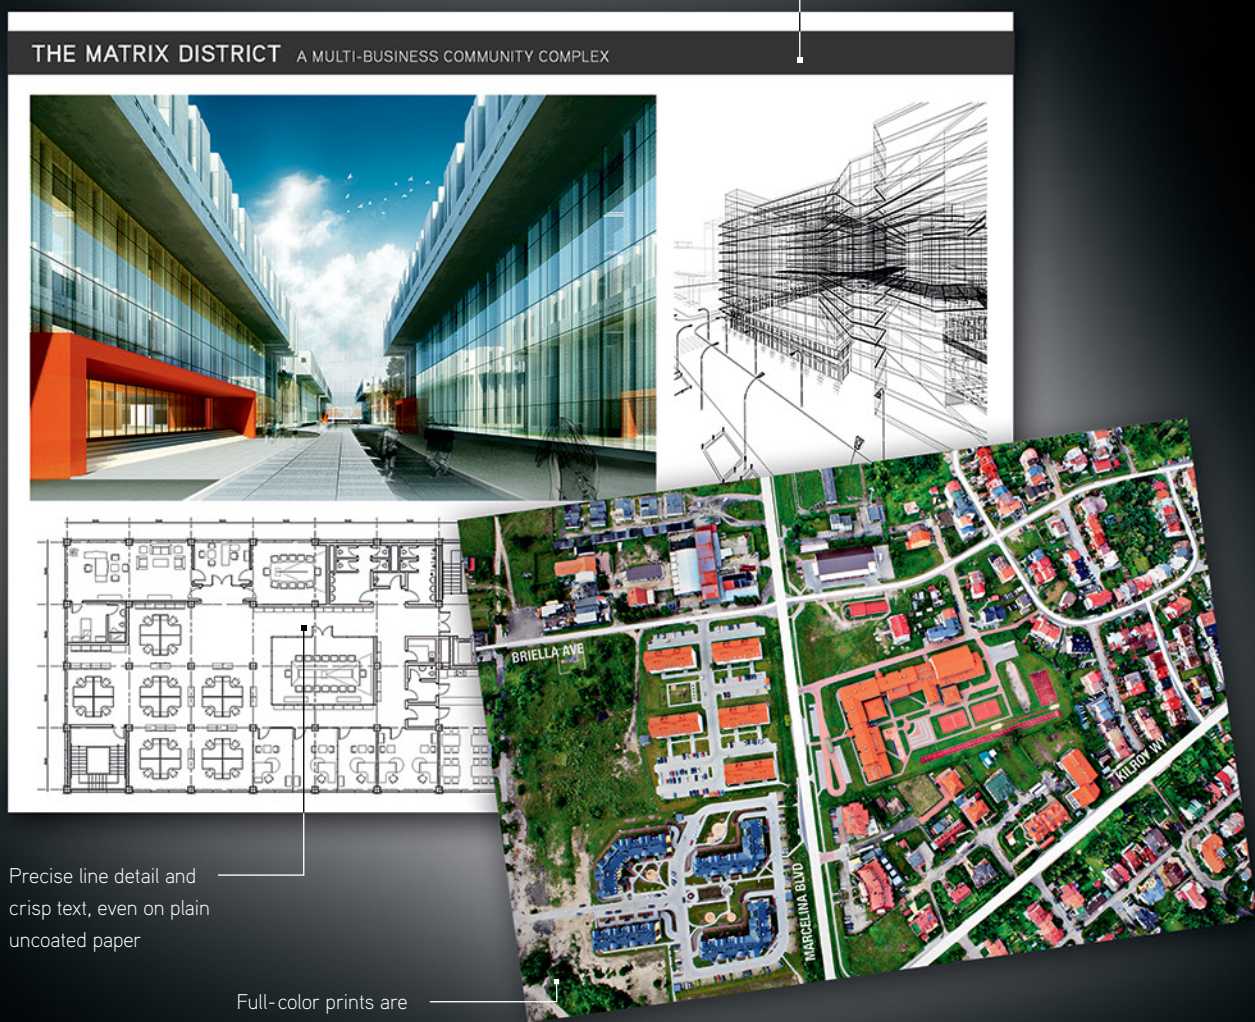 THE MATRIX DISTRICT A MULTI-BUSINESS COMMUNITY COMPLEX
BRIELLA AVE
KILROY WY
MARCELINA BLVD
Precise line detail and
crisp text, even on plain
uncoated paper
Full-color prints are